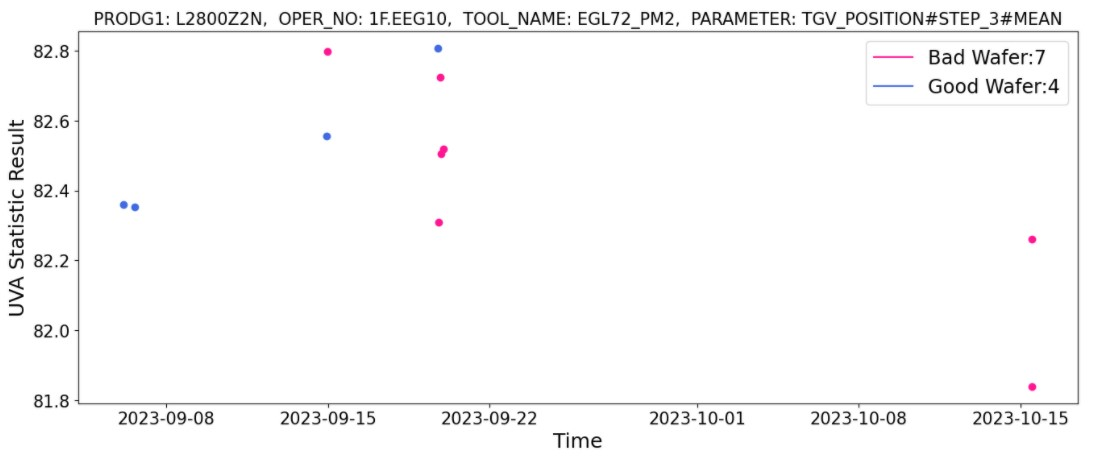 PRODG1: L2800Z2N,  OPER_NO: 1F.EEG10,  TOOL_NAME: EGL72_PM2,  PARAMETER: TGV_POSITION#STEP_3#MEAN
Bad Wafer:7
Good Wafer:4
UVA Statistic Result
82.8
82.6
82.4
82.2
82.0
81.8
2023-09-08 2023-09-15 2023-09-22 2023-10-01 2023-10-08 2023-10-15
Time